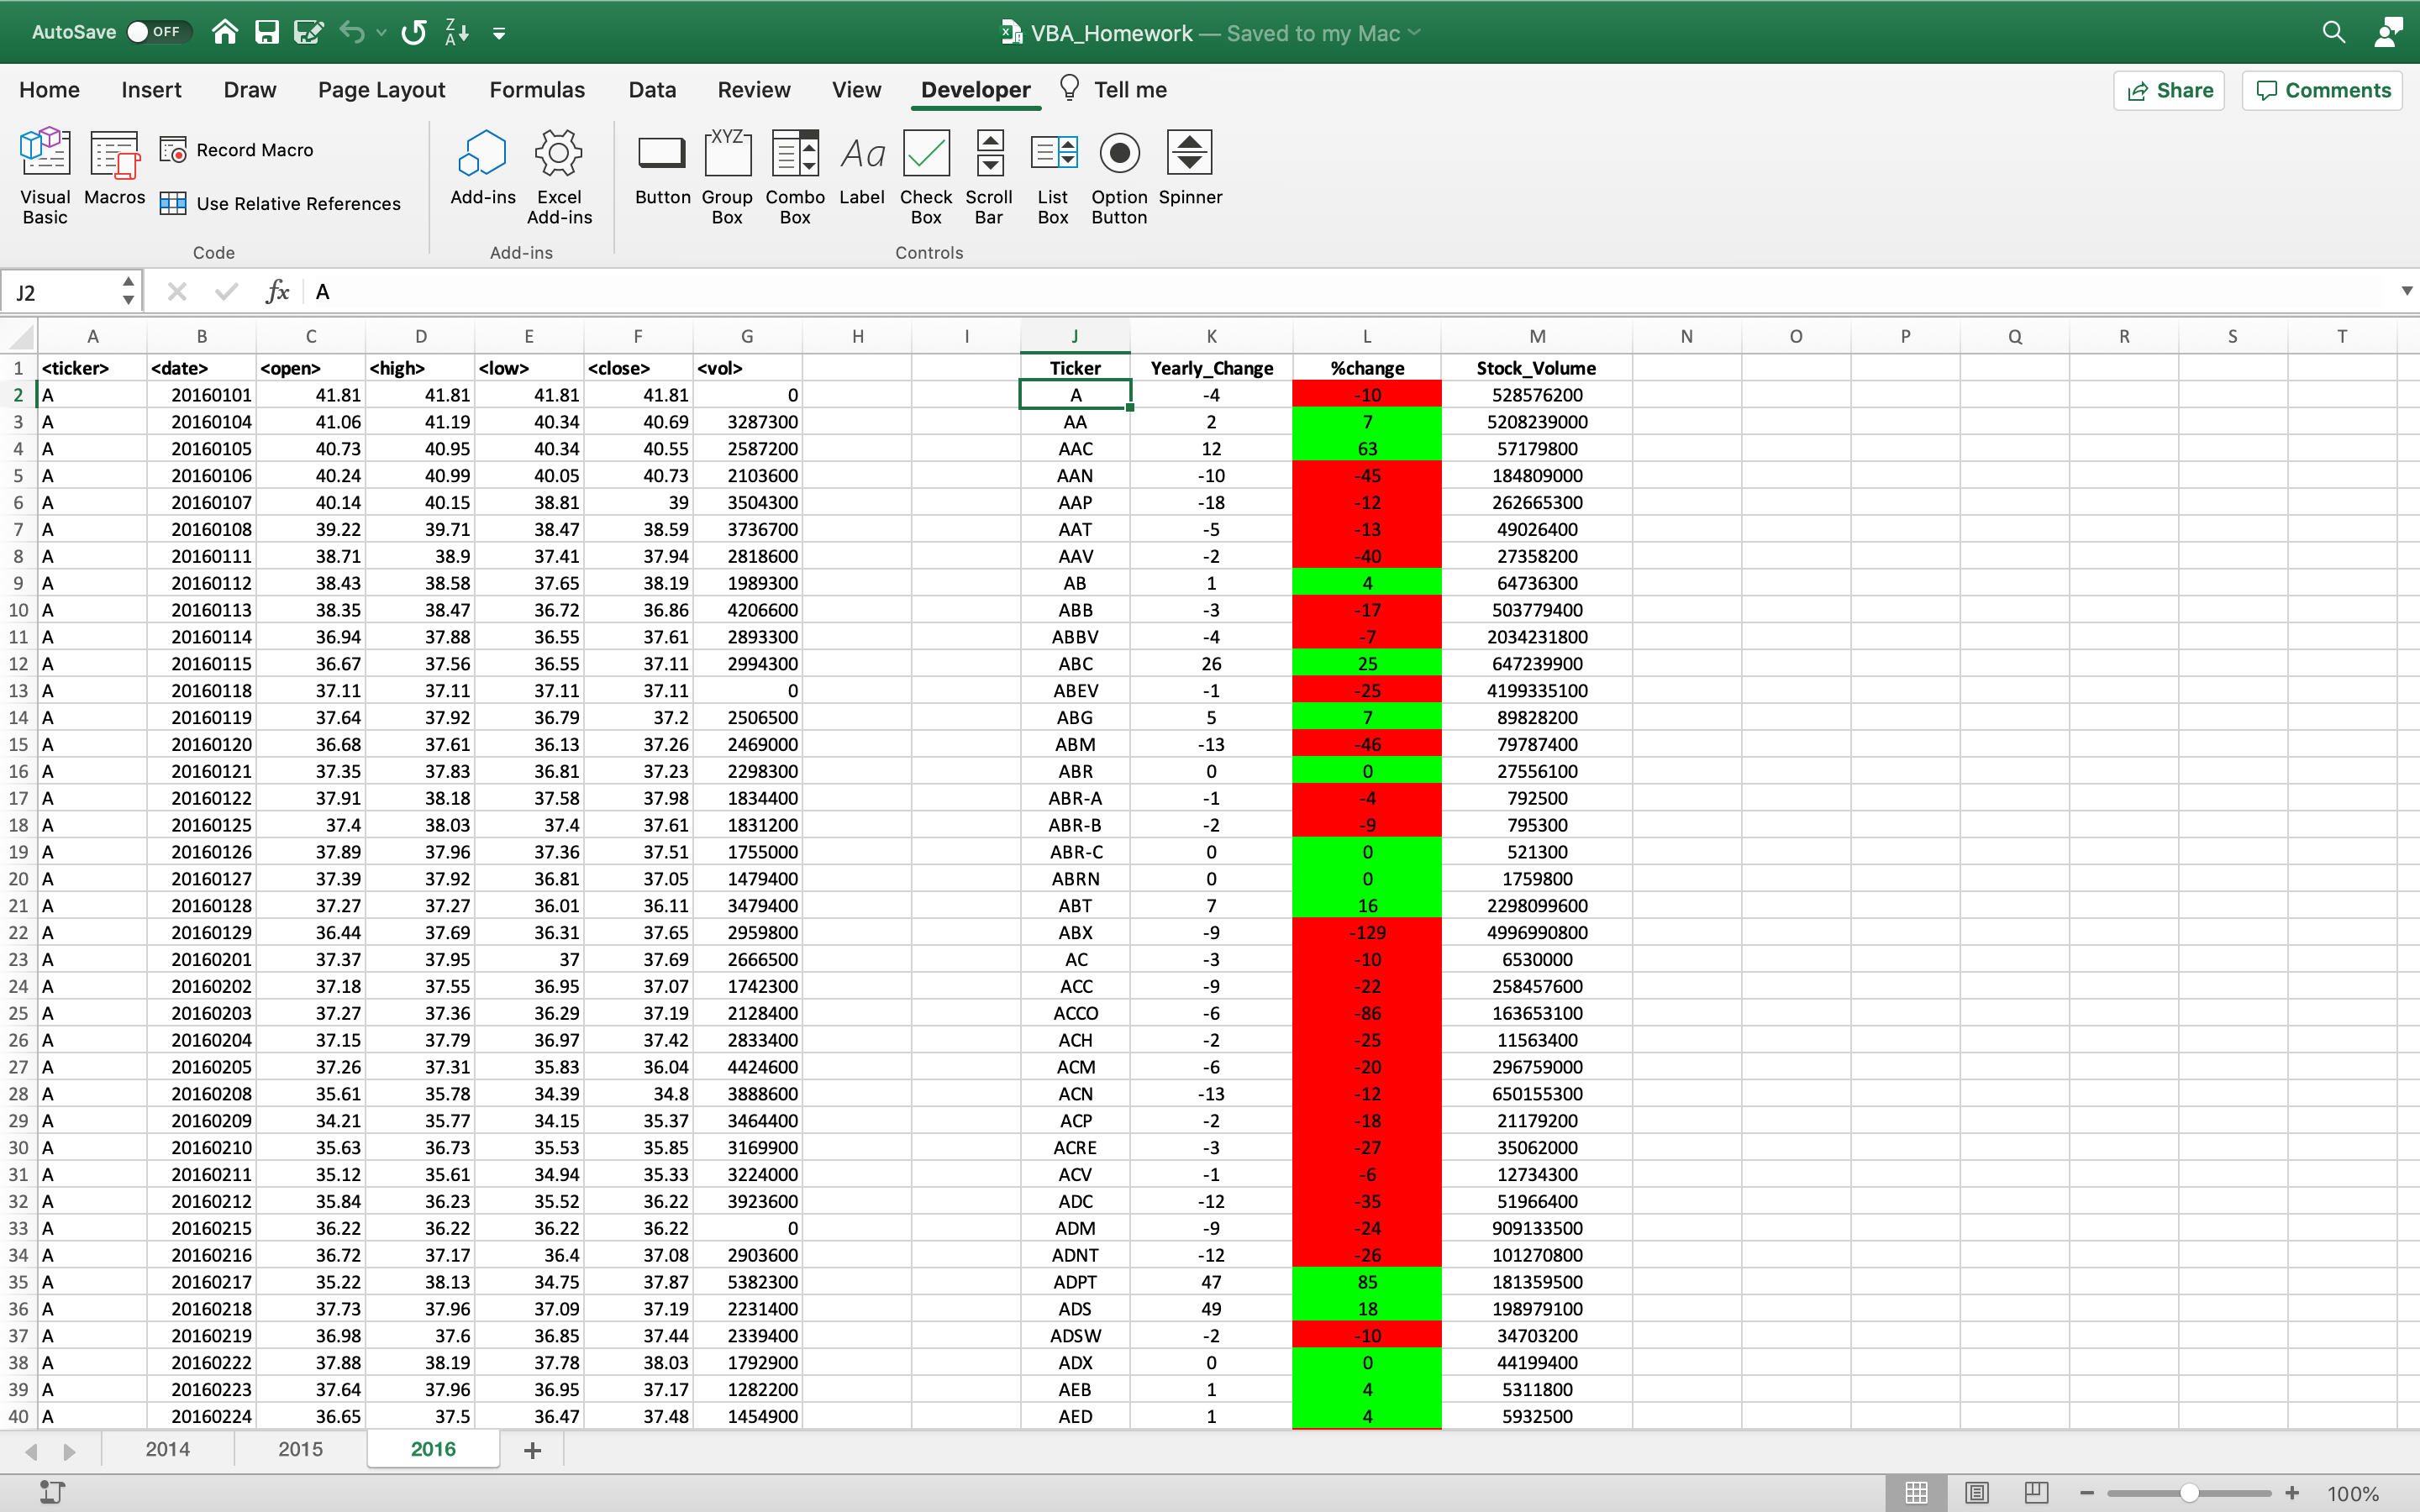 AutoSave OFF VBA_Homework — Saved to my Mac
Home Insert Draw Page Layout Formulas Data Review View Developer Tell me Share Comments
Visual Basic Macros Record Macro Use Relative References Add-ins Excel Add-ins Button Group Box Combo Box Label Check Box Scroll Bar List Box Option Button Spinner
XYZ Aa
Code Add-ins Controls
J2 fx A
A B C D E F G H I J K L M N O P Q R S T
1 <ticker> <date> <open> <high> <low> <close> <vol> Ticker Yearly_Change %change Stock_Volume
2 A 20160101 41.81 41.81 41.81 41.81 0 A -4 -10 528576200
3 A 20160104 41.06 41.19 40.34 40.69 3287300 AA 2 7 5208239000
4 A 20160105 40.73 40.95 40.34 40.55 2587200 AAC 12 63 57179800
5 A 20160106 40.24 40.99 40.05 40.73 2103600 AAN -10 -45 184809000
6 A 20160107 40.14 40.15 38.81 39 3504300 AAP -18 -12 262665300
7 A 20160108 39.22 39.71 38.47 38.59 3736700 AAT -5 -13 49026400
8 A 20160111 38.71 38.9 37.41 37.94 2818600 AAV -2 -40 27358200
9 A 20160112 38.43 38.58 37.65 38.19 1989300 AB 1 4 64736300
10 A 20160113 38.35 38.47 36.72 36.86 4206600 ABB -3 -17 503779400
11 A 20160114 36.94 37.88 36.55 37.61 2893300 ABBV -4 -7 2034231800
12 A 20160115 36.67 37.56 36.55 37.11 2994300 ABC 26 25 647239900
13 A 20160118 37.11 37.11 37.11 37.11 0 ABEV -1 -25 4199335100
14 A 20160119 37.64 37.92 36.79 37.2 2506500 ABG 5 7 89828200
15 A 20160120 36.68 37.61 36.13 37.26 2469000 ABM -13 -46 79787400
16 A 20160121 37.35 37.83 36.81 37.23 2298300 ABR 0 0 27556100
17 A 20160122 37.91 38.18 37.58 37.98 1834400 ABR-A -1 -4 792500
18 A 20160125 37.4 38.03 37.4 37.61 1831200 ABR-B -2 -9 795300
19 A 20160126 37.89 37.96 37.36 37.51 1755000 ABR-C 0 0 521300
20 A 20160127 37.39 37.92 36.81 37.05 1479400 ABRN 0 0 1759800
21 A 20160128 37.27 37.27 36.01 36.11 3479400 ABT 7 16 2298099600
22 A 20160129 36.44 37.69 36.31 37.65 2959800 ABX -9 -129 4996990800
23 A 20160201 37.37 37.95 37 37.69 2666500 AC -3 -10 6530000
24 A 20160202 37.18 37.55 36.95 37.07 1742300 ACC -9 -22 258457600
25 A 20160203 37.27 37.36 36.29 37.19 2128400 ACCO -6 -86 163653100
26 A 20160204 37.15 37.79 36.97 37.42 2833400 ACH -2 -25 11563400
27 A 20160205 37.26 37.31 35.83 36.04 4424600 ACM -6 -20 296759000
28 A 20160208 35.61 35.78 34.39 34.8 3888600 ACN -13 -12 650155300
29 A 20160209 34.21 35.77 34.15 35.37 3464400 ACP -2 -18 21179200
30 A 20160210 35.63 36.73 35.53 35.85 3169900 ACRE -3 -27 35062000
31 A 20160211 35.12 35.61 34.94 35.33 3224000 ACV -1 -6 12734300
32 A 20160212 35.84 36.23 35.52 36.22 3923600 ADC -12 -35 51966400
33 A 20160215 36.22 36.22 36.22 36.22 0 ADM -9 -24 909133500
34 A 20160216 36.72 37.17 36.4 37.08 2903600 ADNT -12 -26 101270800
35 A 20160217 35.22 38.13 34.75 37.87 5382300 ADPT 47 85 181359500
36 A 20160218 37.73 37.96 37.09 37.19 2231400 ADS 49 18 198979100
37 A 20160219 36.98 37.6 36.85 37.44 2339400 ADSW -2 -10 34703200
38 A 20160222 37.88 38.19 37.78 38.03 1792900 ADX 0 0 44199400
39 A 20160223 37.64 37.96 36.95 37.17 1282200 AEB 1 4 5311800
40 A 20160224 36.65 37.5 36.47 37.48 1454900 AED 1 4 5932500
2014 2015 2016 +
100%